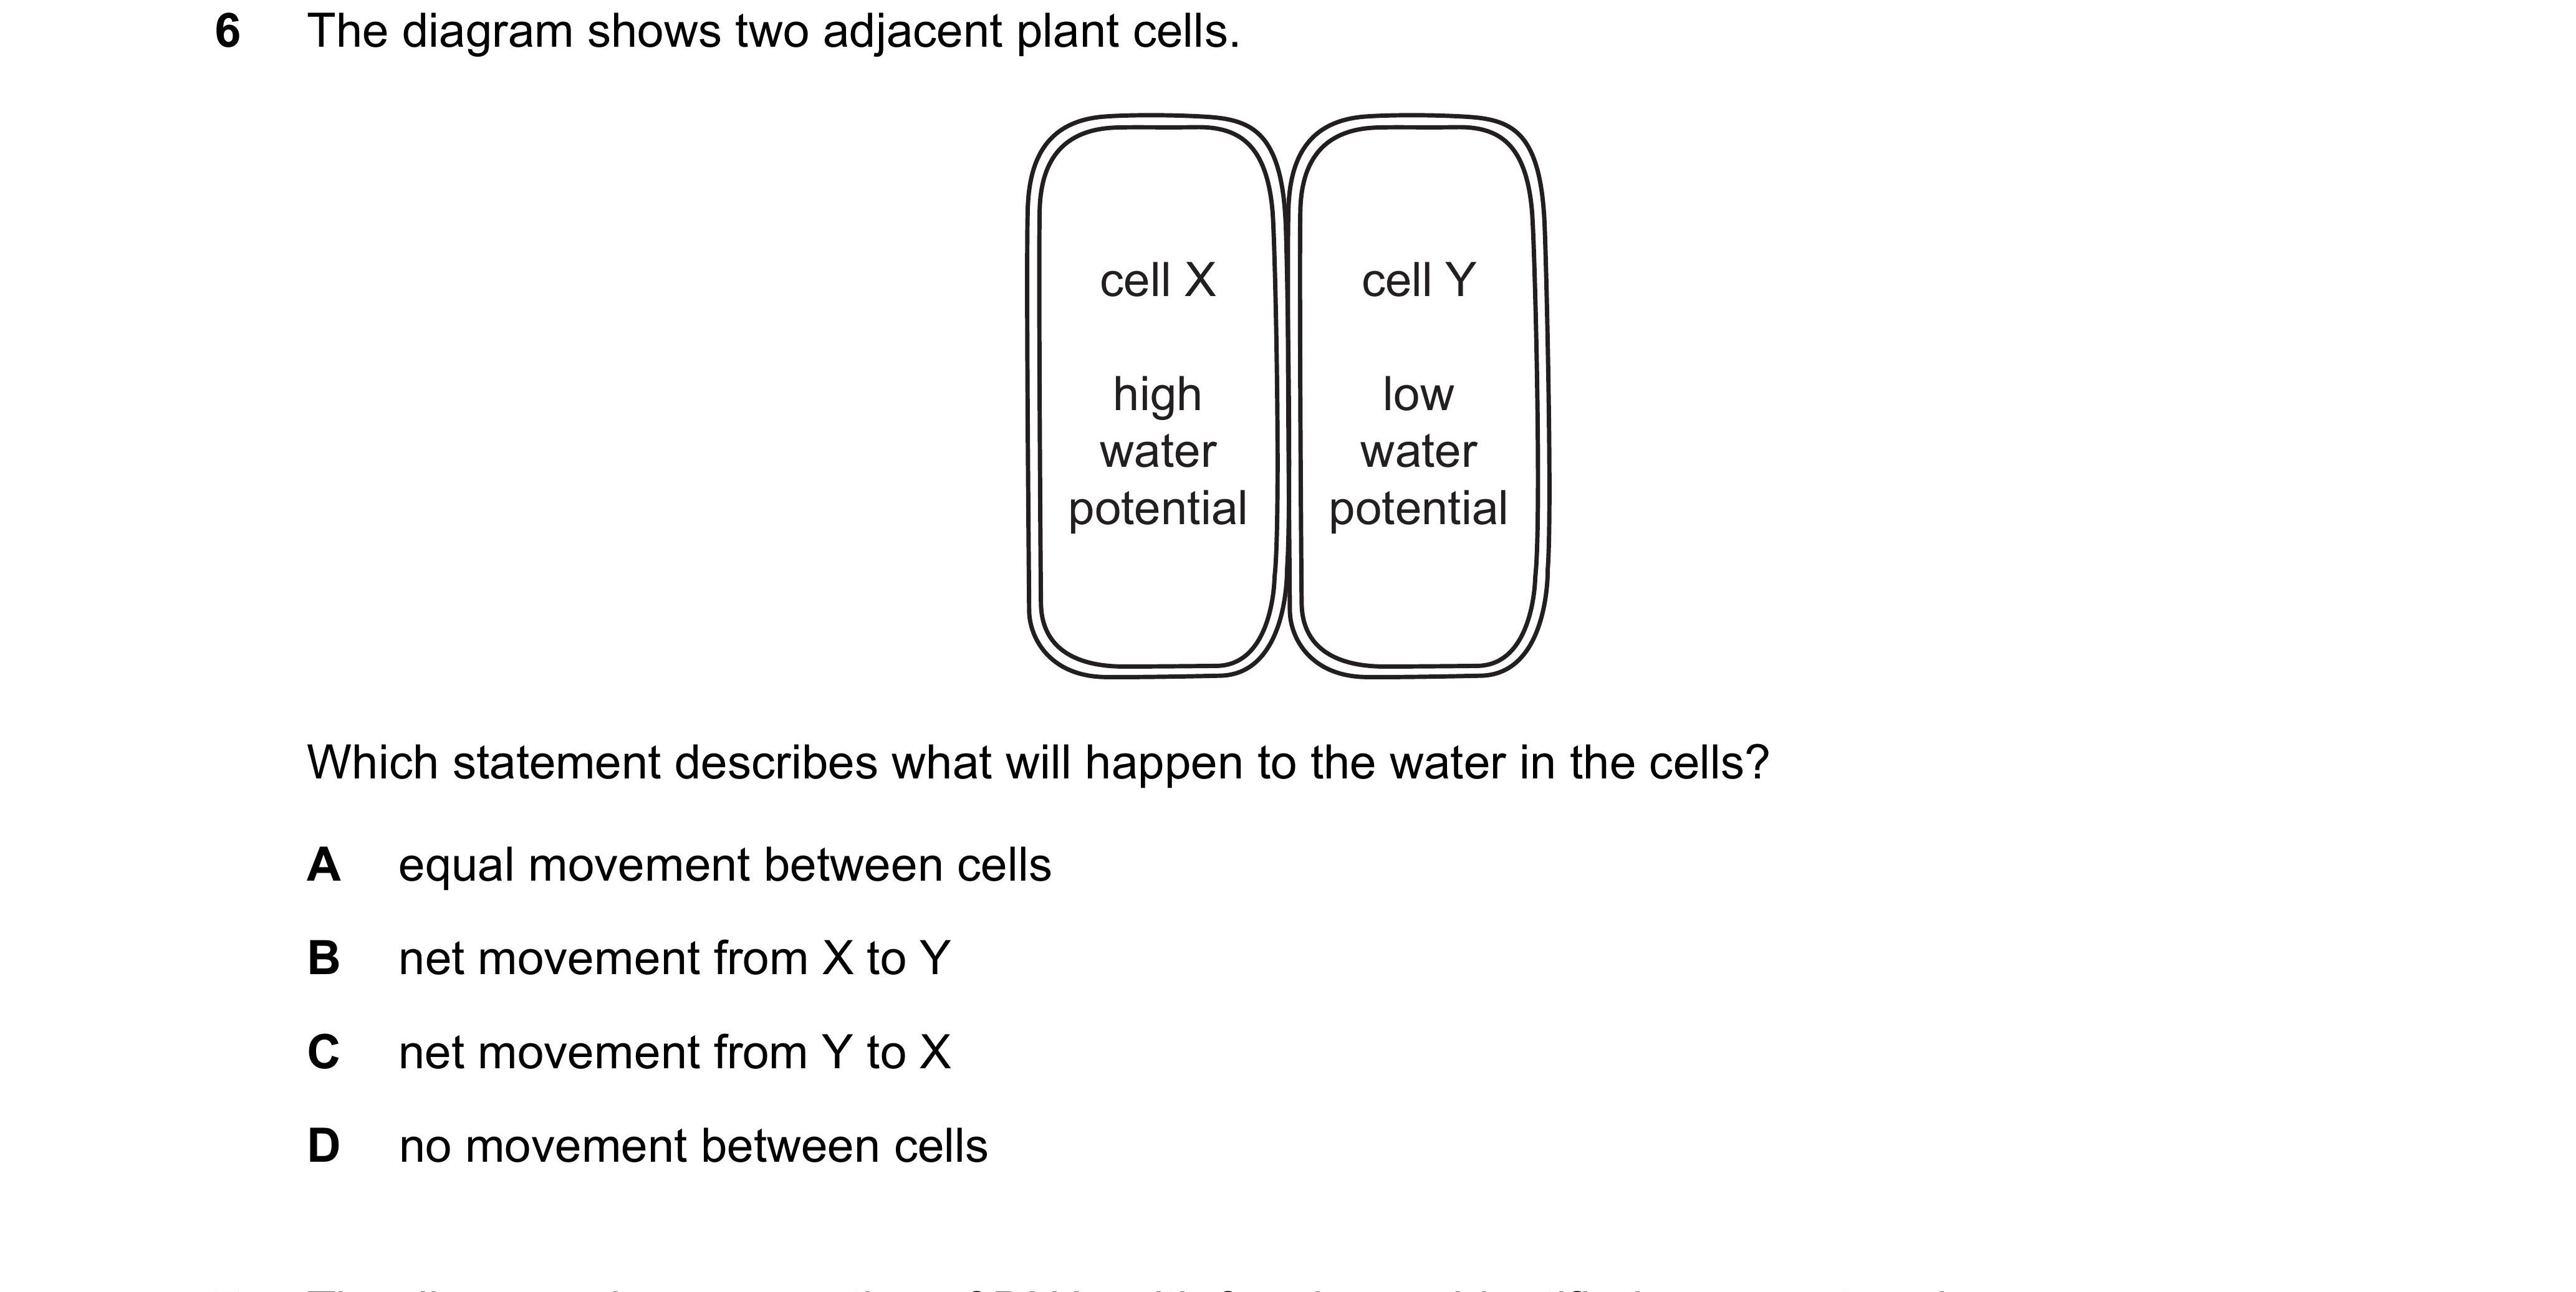 6 The diagram shows two adjacent plant cells.
cell X cell Y
high low
water water
potential potential
Which statement describes what will happen to the water in the cells?
A equal movement between cells
B net movement from X to Y
C net movement from Y to X
D no movement between cells